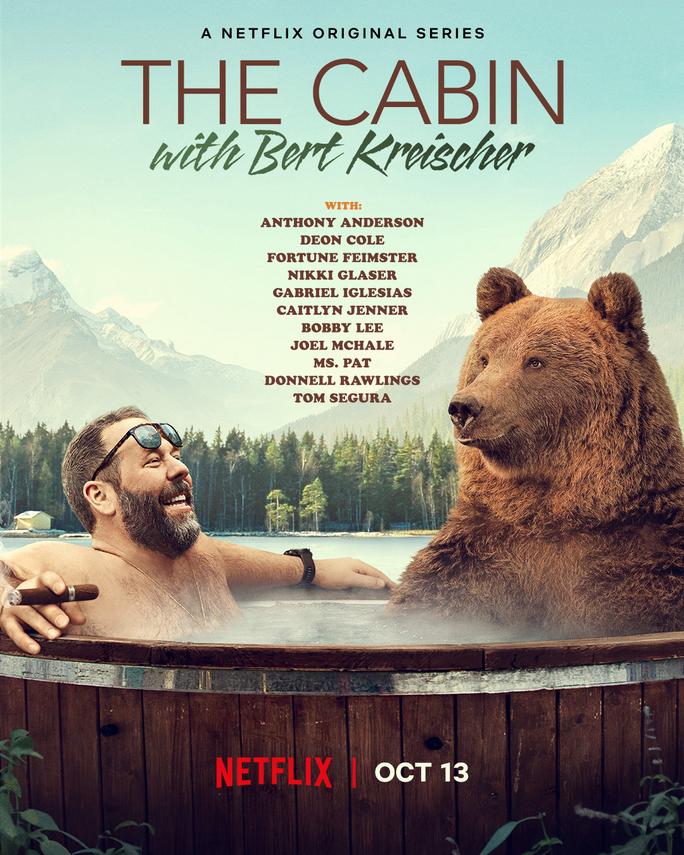 A NETFLIX ORIGINAL SERIES
THE CABIN
with Bert Kreischer
WITH:
ANTHONY ANDERSON
DEON COLE
FORTUNE FEIMSTER
NIKKI GLASER
GABRIEL IGLESIAS
CAITLYN JENNER
BOBBY LEE
JOEL MCHALE
MS. PAT
DONNELL RAWLINGS
TOM SEGURA
NETFLIX | OCT 13